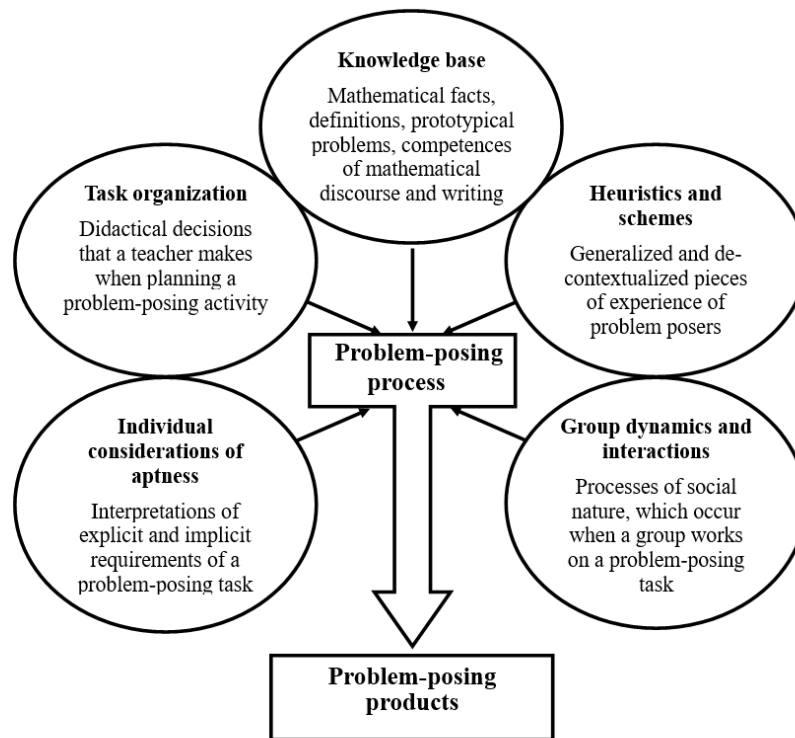 Knowledge base
Mathematical facts,
definitions, prototypical
problems, competences
of mathematical
discourse and writing
Task organization
Didactical decisions
that a teacher makes
when planning a
problem-posing activity
Heuristics and
schemes
Generalized and de-
contextualized pieces
of experience of
problem posers
Problem-posing
process
Individual
considerations of
aptness
Interpretations of
explicit and implicit
requirements of a
problem-posing task
Group dynamics and
interactions
Processes of social
nature, which occur
when a group works
on a problem-posing
task
Problem-posing
products